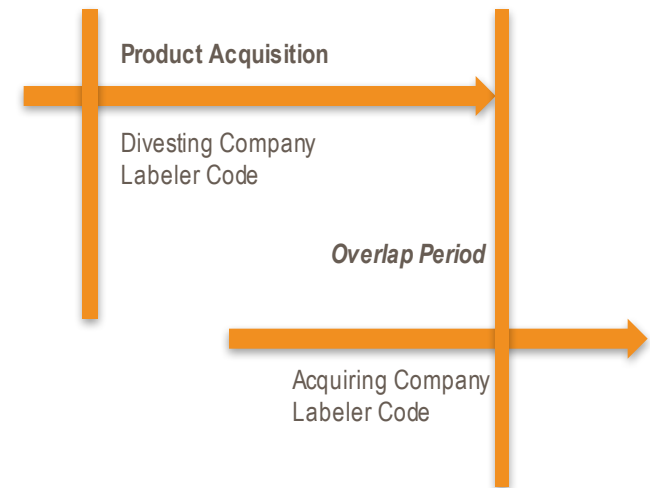 Product Acquisition
Divesting Company
Labeler Code
Overlap Period
Acquiring Company
Labeler Code